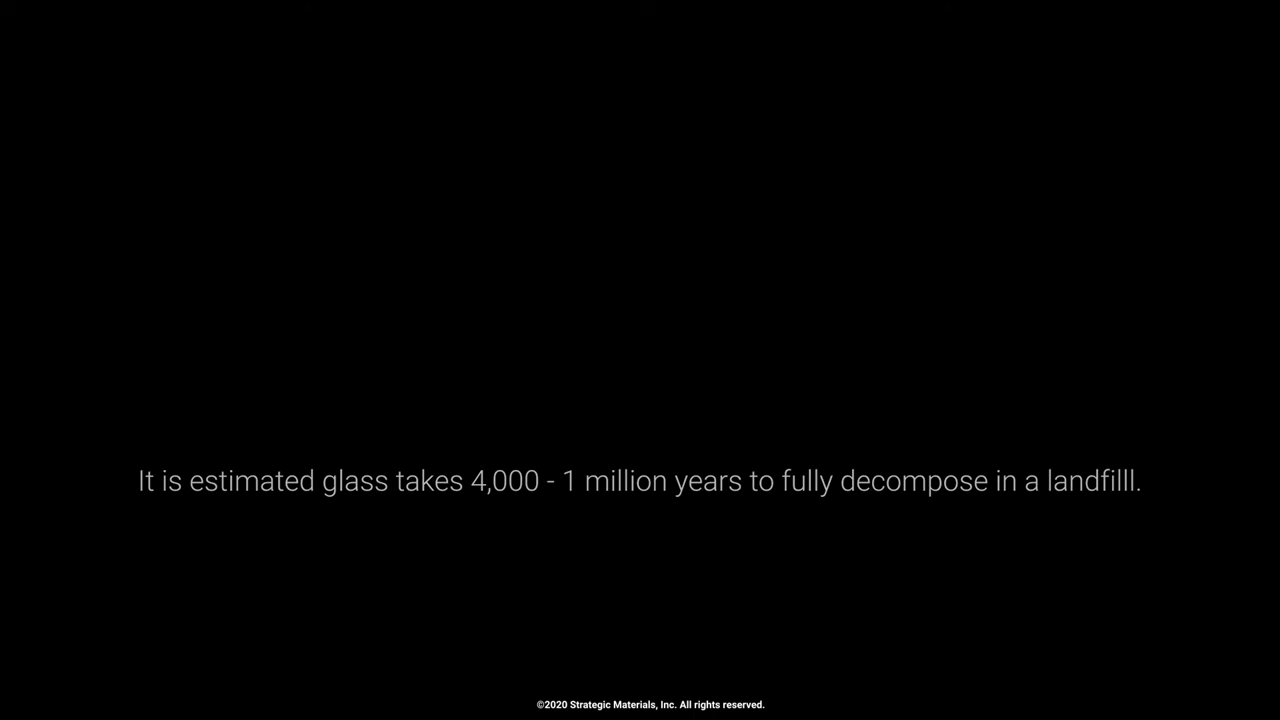 It is estimated glass takes 4,000 - 1 million years to fully decompose in a landfilll.
©2020 Strategic Materials, Inc. All rights reserved.